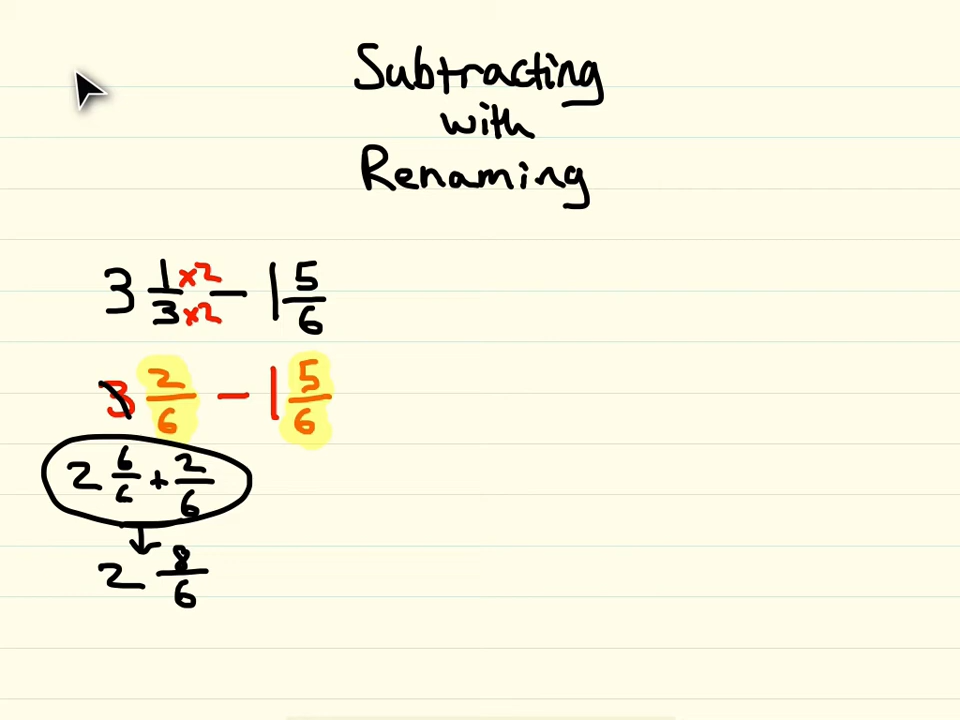 Subtracting
with
Renaming
3 1/3 ×2 ×2 − 1 5/6
3 2/6 − 1 5/6
2 6/6 + 2/6
2 8/6